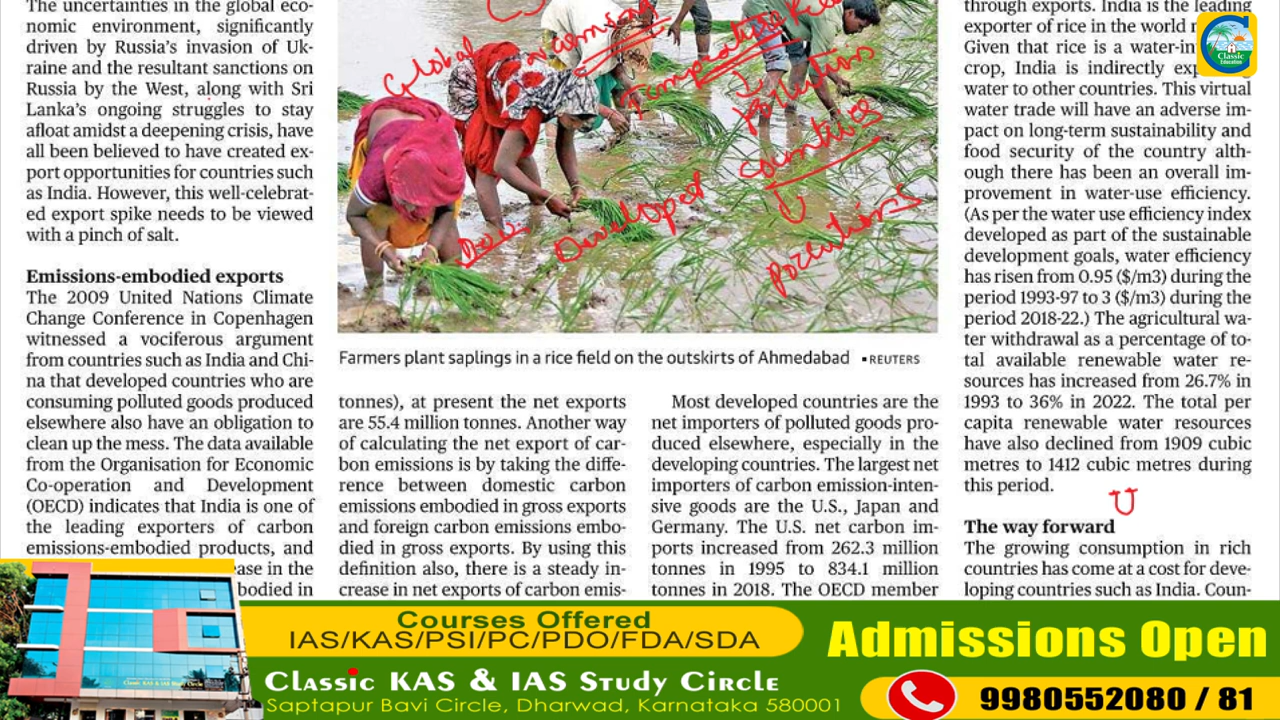 The uncertainties in the global eco-
nomic environment, significantly
driven by Russia's invasion of Uk-
raine and the resultant sanctions on
Russia by the West, along with Sri
Lanka's ongoing struggles to stay
afloat amidst a deepening crisis, have
all been believed to have created ex-
port opportunities for countries such
as India. However, this well-celebrat-
ed export spike needs to be viewed
with a pinch of salt.
Emissions-embodied exports
The 2009 United Nations Climate
Change Conference in Copenhagen
witnessed a vociferous argument
from countries such as India and Chi-
na that developed countries who are
consuming polluted goods produced
elsewhere also have an obligation to
clean up the mess. The data available
from the Organisation for Economic
Co-operation and Development
(OECD) indicates that India is one of
the leading exporters of carbon
emissions-embodied products, and
ease in the
bodied in
Global
Developed
countries
Farmers plant saplings in a rice field on the outskirts of Ahmedabad ▪REUTERS
tonnes), at present the net exports
are 55.4 million tonnes. Another way
of calculating the net export of car-
bon emissions is by taking the diffe-
rence between domestic carbon
emissions embodied in gross exports
and foreign carbon emissions embo-
died in gross exports. By using this
definition also, there is a steady in-
crease in net exports of carbon emis-
Most developed countries are the
net importers of polluted goods pro-
duced elsewhere, especially in the
developing countries. The largest net
importers of carbon emission-inten-
sive goods are the U.S., Japan and
Germany. The U.S. net carbon im-
ports increased from 262.3 million
tonnes in 1995 to 834.1 million
tonnes in 2018. The OECD member
through exports. India is the leading
exporter of rice in the world
Given that rice is a water-in
crop, India is indirectly exp
water to other countries. This virtual
water trade will have an adverse im-
pact on long-term sustainability and
food security of the country alth-
ough there has been an overall im-
provement in water-use efficiency.
(As per the water use efficiency index
developed as part of the sustainable
development goals, water efficiency
has risen from 0.95 ($/m3) during the
period 1993-97 to 3 ($/m3) during the
period 2018-22.) The agricultural wa-
ter withdrawal as a percentage of to-
tal available renewable water re-
sources has increased from 26.7% in
1993 to 36% in 2022. The total per
capita renewable water resources
have also declined from 1909 cubic
metres to 1412 cubic metres during
this period.
The way forward
The growing consumption in rich
countries has come at a cost for deve-
loping countries such as India. Coun-
Classic
Education
Courses Offered
IAS/KAS/PSI/PC/PDO/FDA/SDA
Classic KAS & IAS Study Circle
Saptapur Bavi Circle, Dharwad, Karnataka 580001
Admissions Open
9980552080 / 81